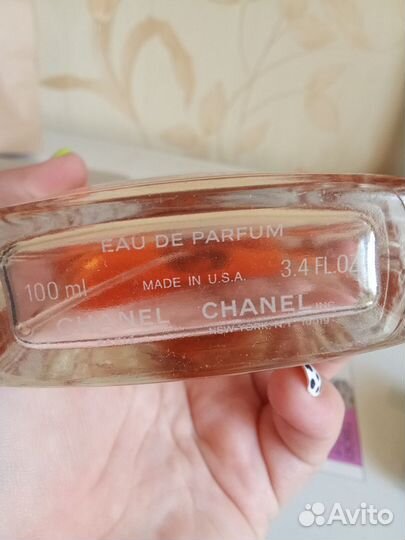 EAU DE PARFUM
100 ml MADE IN U.S.A. 3.4 FL.OZ
CHANEL CHANEL INC.
NEW YORK, N.Y.
Avito